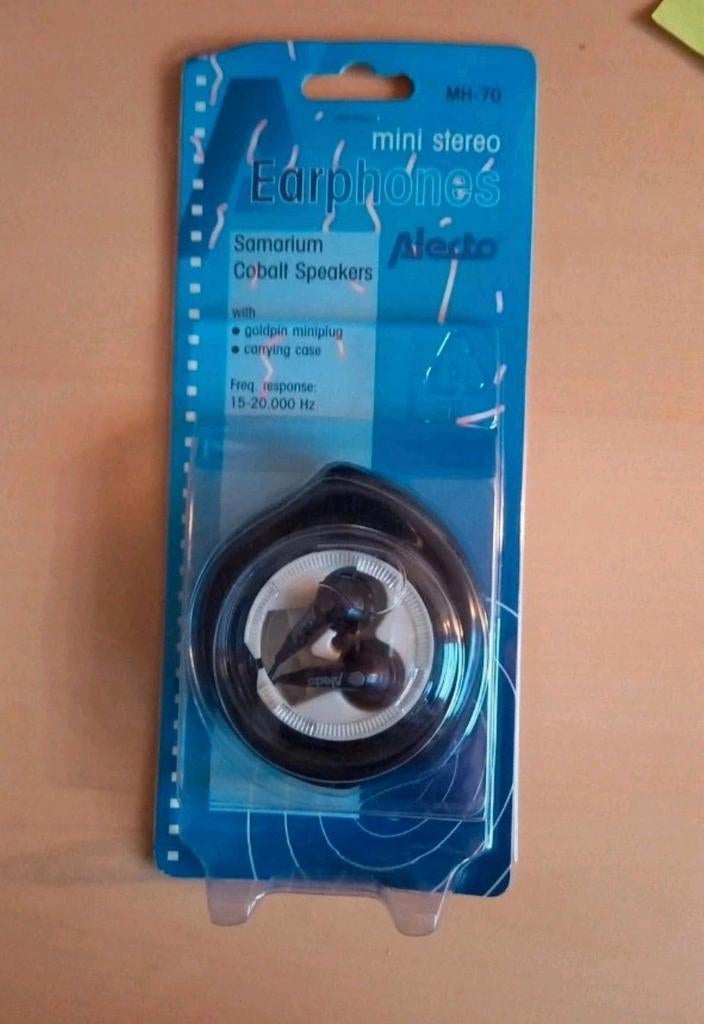 MH-70
mini stereo
Earphones
Alecto
Samarium
Cobalt Speakers
with
• goldpin miniplug
• carrying case
Freq. response:
15-20.000 Hz
Alecto